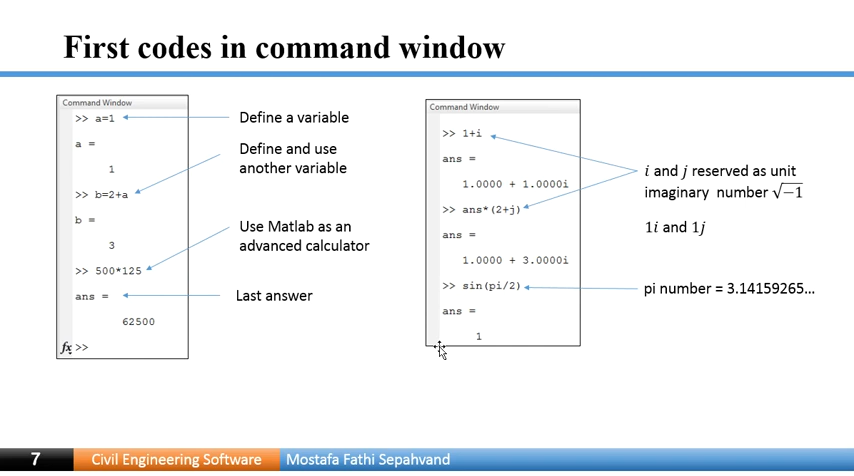 First codes in command window
Command Window
>> a=1
a =
1
>> b=2+a
b =
3
>> 500*125
ans =
62500
fx >>
Define a variable
Define and use
another variable
Use Matlab as an
advanced calculator
Last answer
Command Window
>> 1+i
ans =
1.0000 + 1.0000i
>> ans*(2+j)
ans =
1.0000 + 3.0000i
>> sin(pi/2)
ans =
1
i and j reserved as unit
imaginary number √−1
1i and 1j
pi number = 3.14159265...
7
Civil Engineering Software
Mostafa Fathi Sepahvand